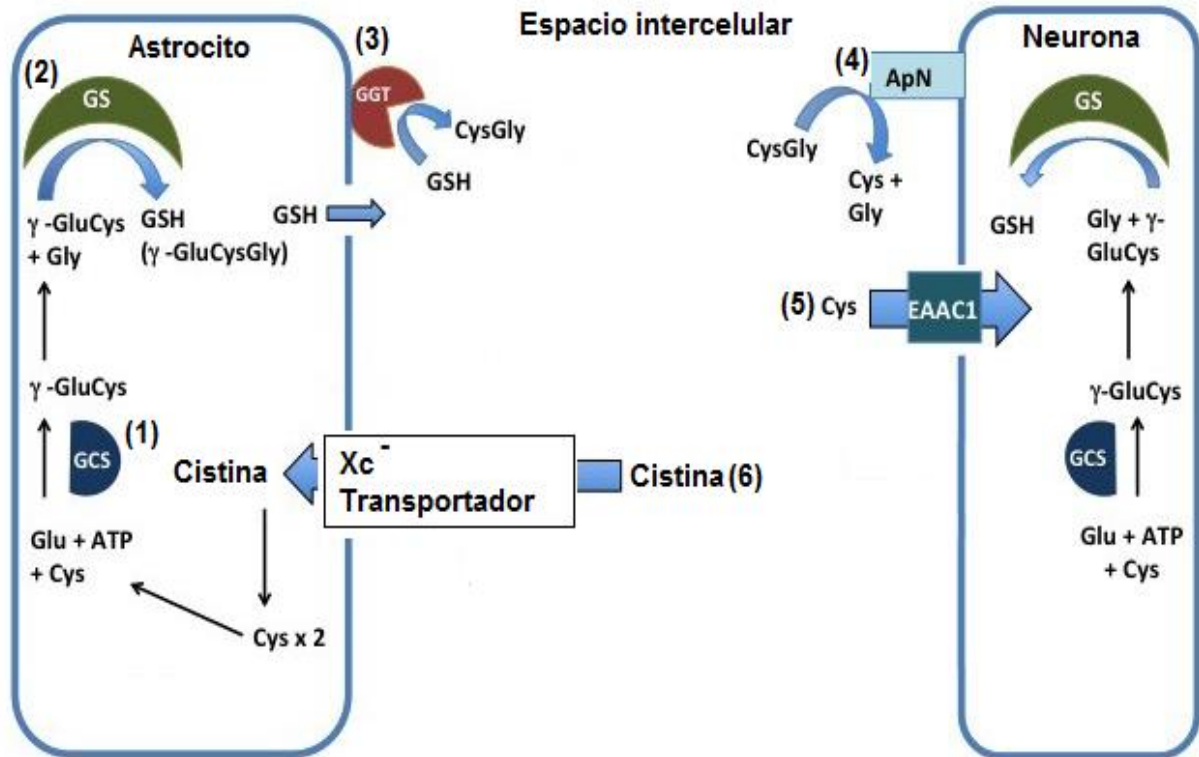 Astrocito
(2)
GS
γ -GluCys
+ Gly
GSH
(γ -GluCysGly)
γ -GluCys
(1)
GCS
Glu + ATP
+ Cys
Cistina
Cys x 2
Espacio intercelular
(3)
GGT
CysGly
GSH
GSH
Xc-
Transportador
Cistina (6)
(4)
ApN
CysGly
Cys +
Gly
(5) Cys
EAAC1
Neurona
GS
GSH
Gly + γ-
GluCys
γ-GluCys
GCS
Glu + ATP
+ Cys